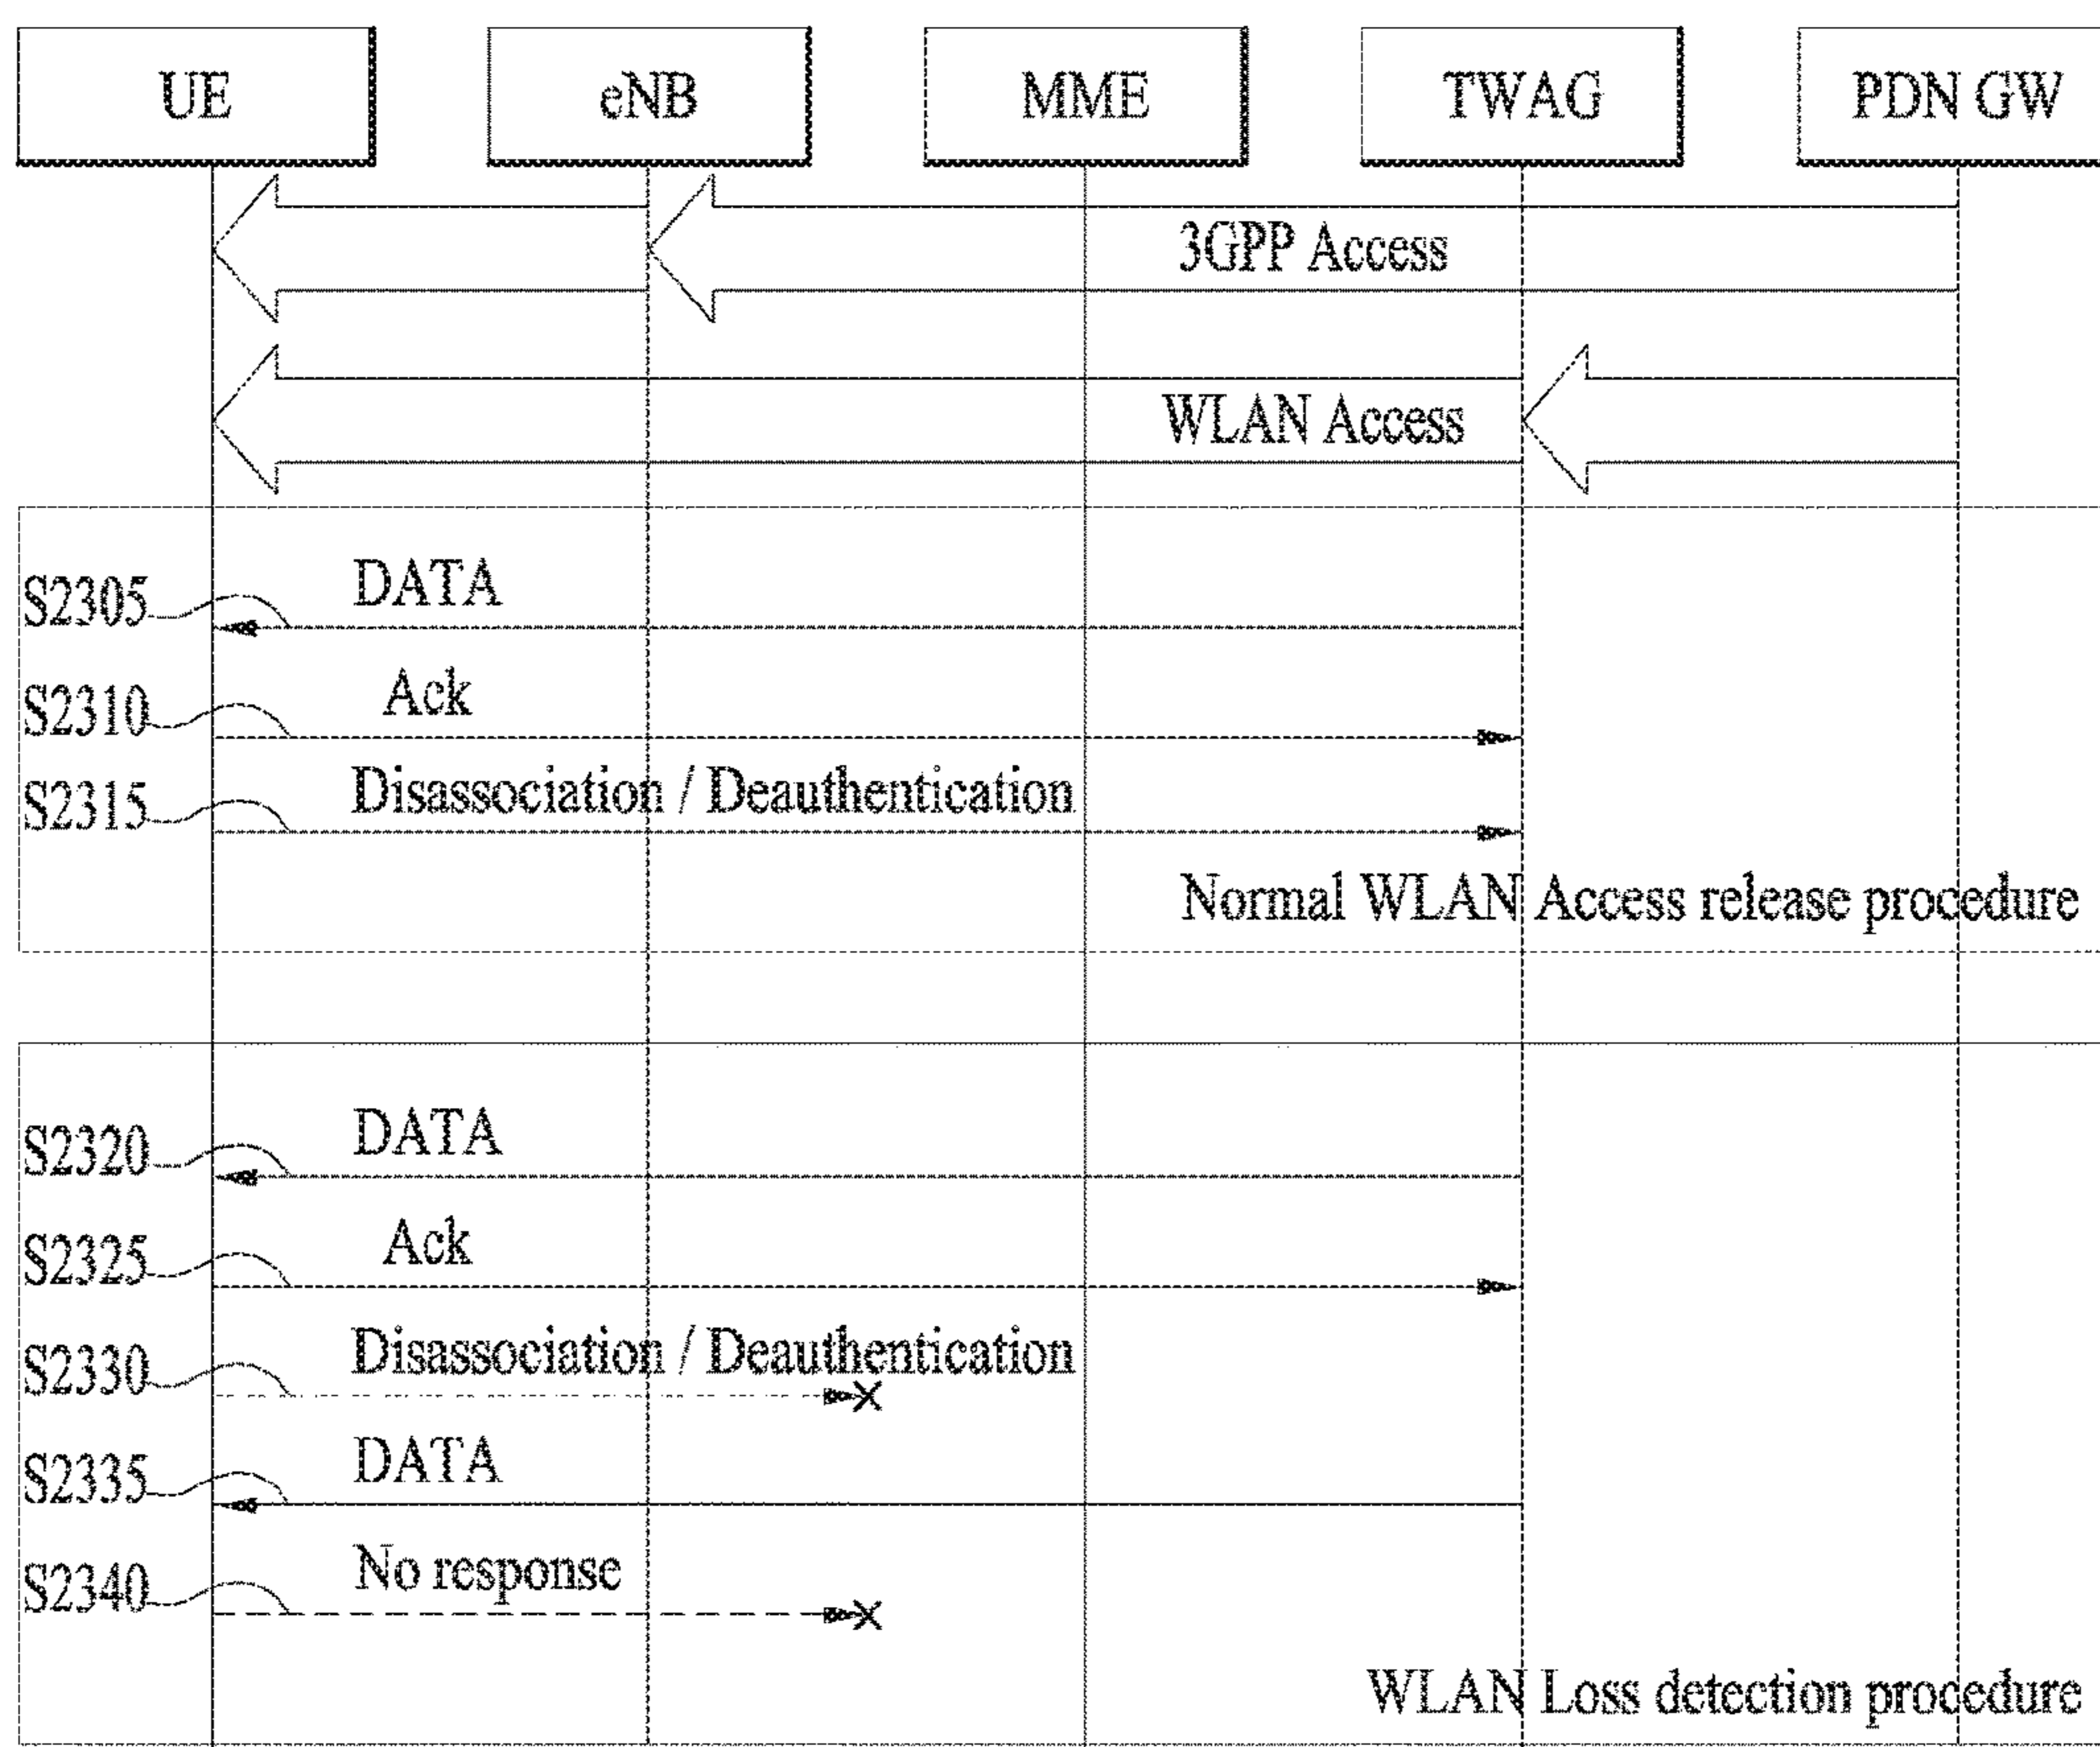 UE eNB MME TWAG PDN GW
3GPP Access
WLAN Access
S2305 DATA
S2310 Ack
S2315 Disassociation / Deauthentication
Normal WLAN Access release procedure
S2320 DATA
S2325 Ack
S2330 Disassociation / Deauthentication
S2335 DATA
S2340 No response
WLAN Loss detection procedure